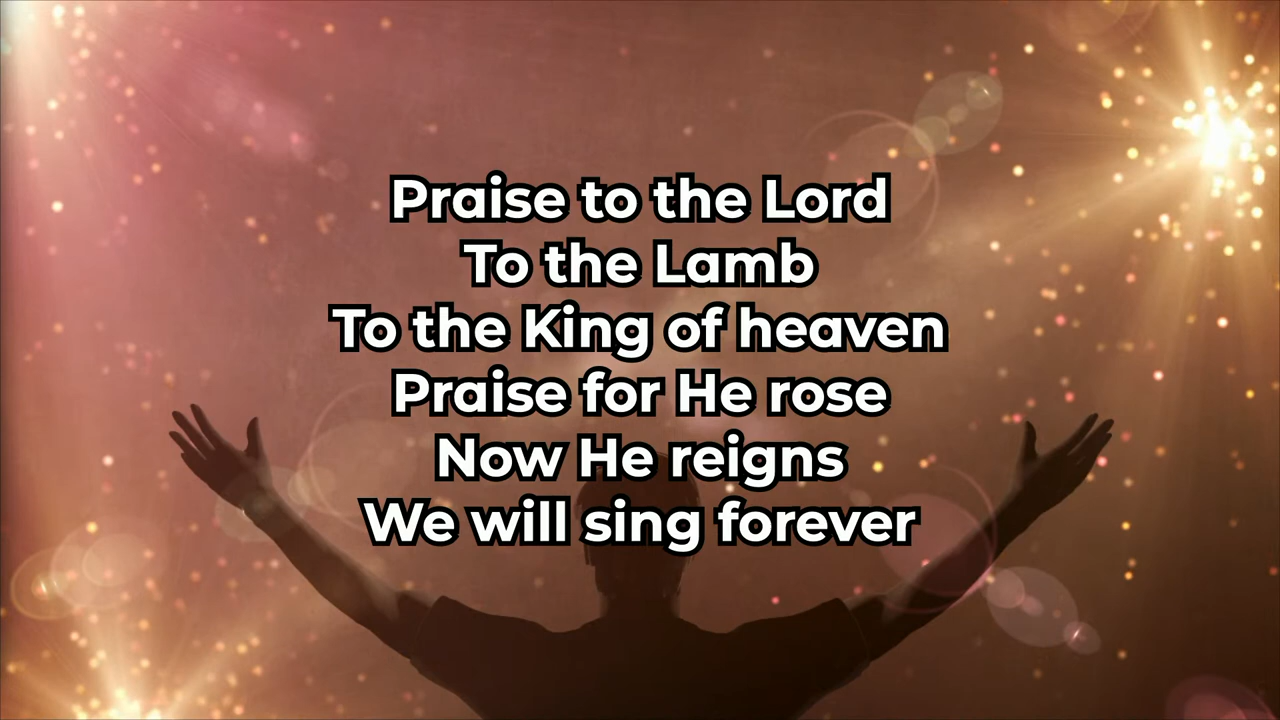 Praise to the Lord
To the Lamb
To the King of heaven
Praise for He rose
Now He reigns
We will sing forever